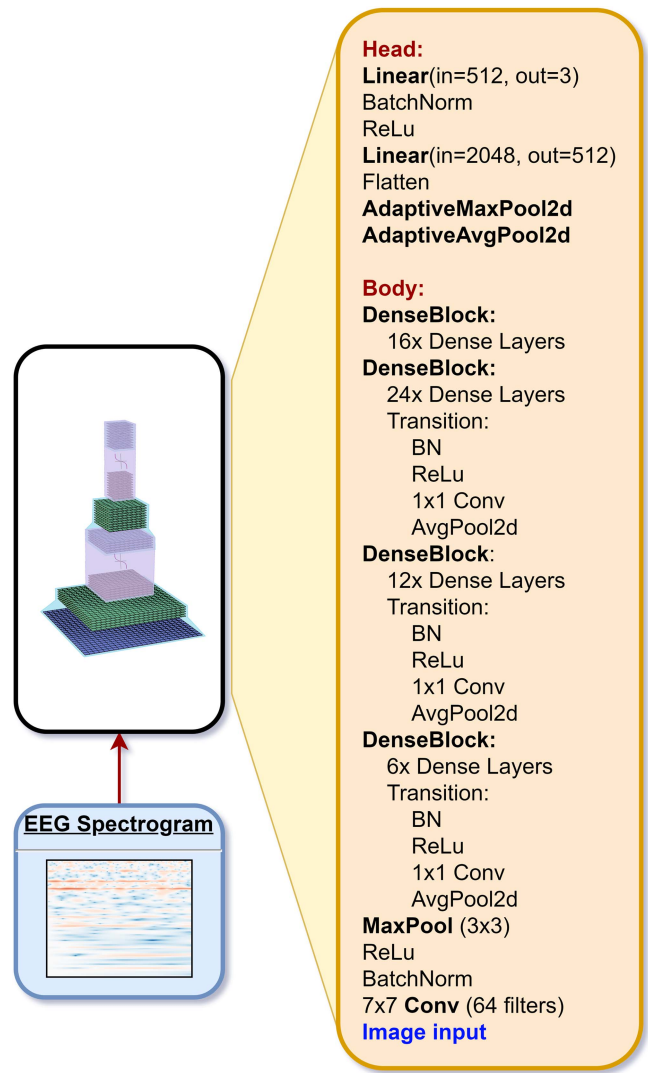 Head:
Linear(in=512, out=3)
BatchNorm
ReLu
Linear(in=2048, out=512)
Flatten
AdaptiveMaxPool2d
AdaptiveAvgPool2d
Body:
DenseBlock:
16x Dense Layers
DenseBlock:
24x Dense Layers
Transition:
BN
ReLu
1x1 Conv
AvgPool2d
DenseBlock:
12x Dense Layers
Transition:
BN
ReLu
1x1 Conv
AvgPool2d
DenseBlock:
6x Dense Layers
Transition:
BN
ReLu
1x1 Conv
AvgPool2d
MaxPool (3x3)
ReLu
BatchNorm
7x7 Conv (64 filters)
Image input
EEG Spectrogram